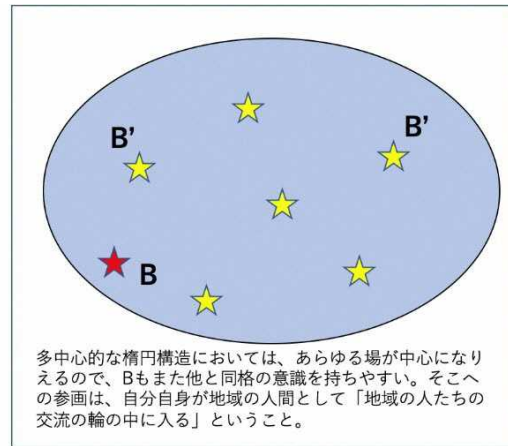 B’
B’
B
多中心的な楕円構造においては、あらゆる場が中心になり
えるので、Bもまた他と同格の意識を持ちやすい。そこへ
の参画は、自分自身が地域の人間として「地域の人たちの
交流の輪の中に入る」ということ。